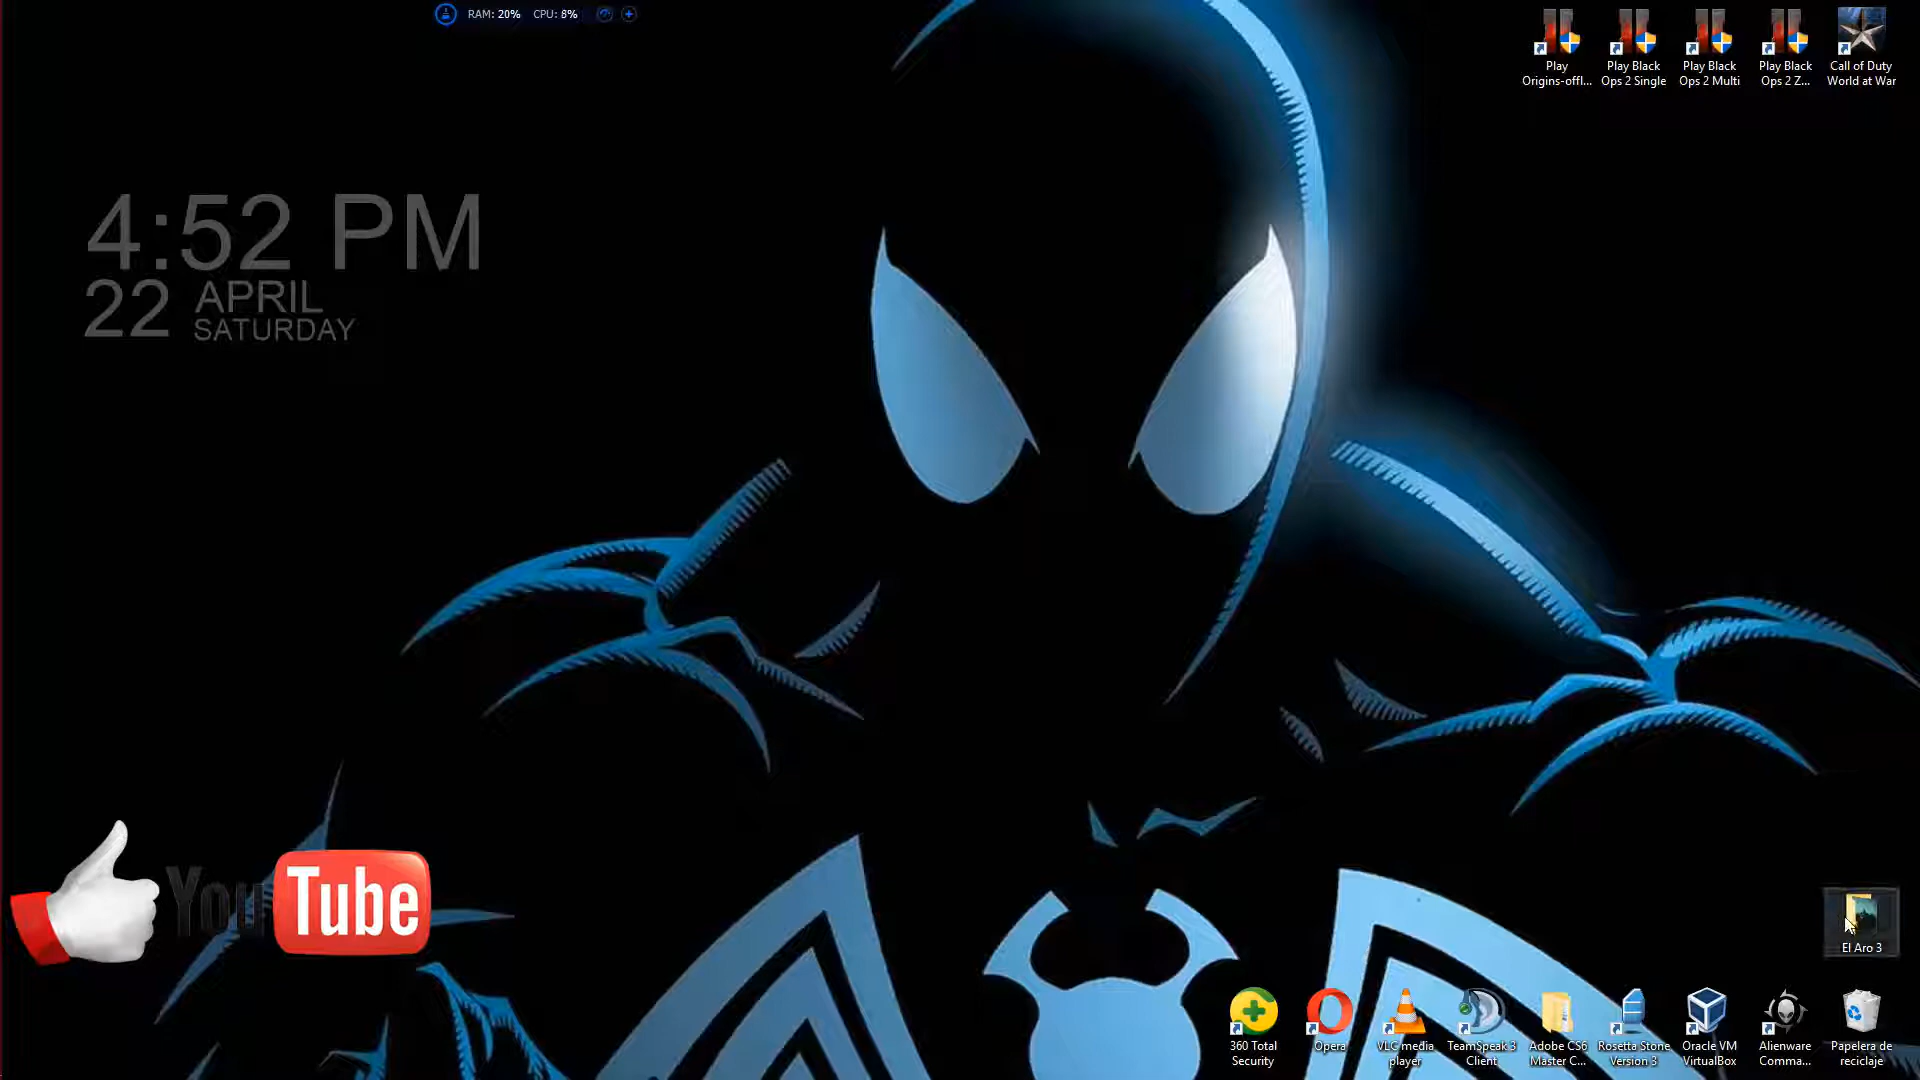 RAM: 20% CPU: 8%
Play Origins-offl...
Play Black Ops 2 Single
Play Black Ops 2 Multi
Play Black Ops 2 Z...
Call of Duty World at War
4:52 PM
22 APRIL
SATURDAY
YouTube
El Aro 3
360 Total Security
Opera
VLC media player
TeamSpeak 3 Client
Adobe CS6 Master C...
Rosetta Stone Version 3
Oracle VM VirtualBox
Alienware Comma...
Papelera de reciclaje